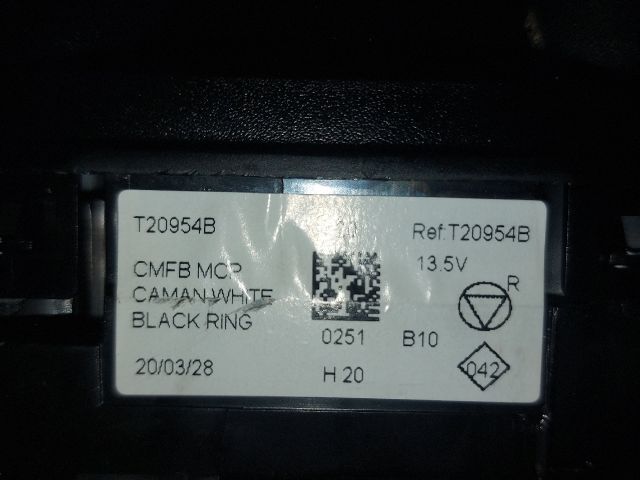 T20954B
Ref:T20954B
CMFB MCP
13.5V
CAMAN WHITE
R
BLACK RING
0251
B10
20/03/28
H 20
042